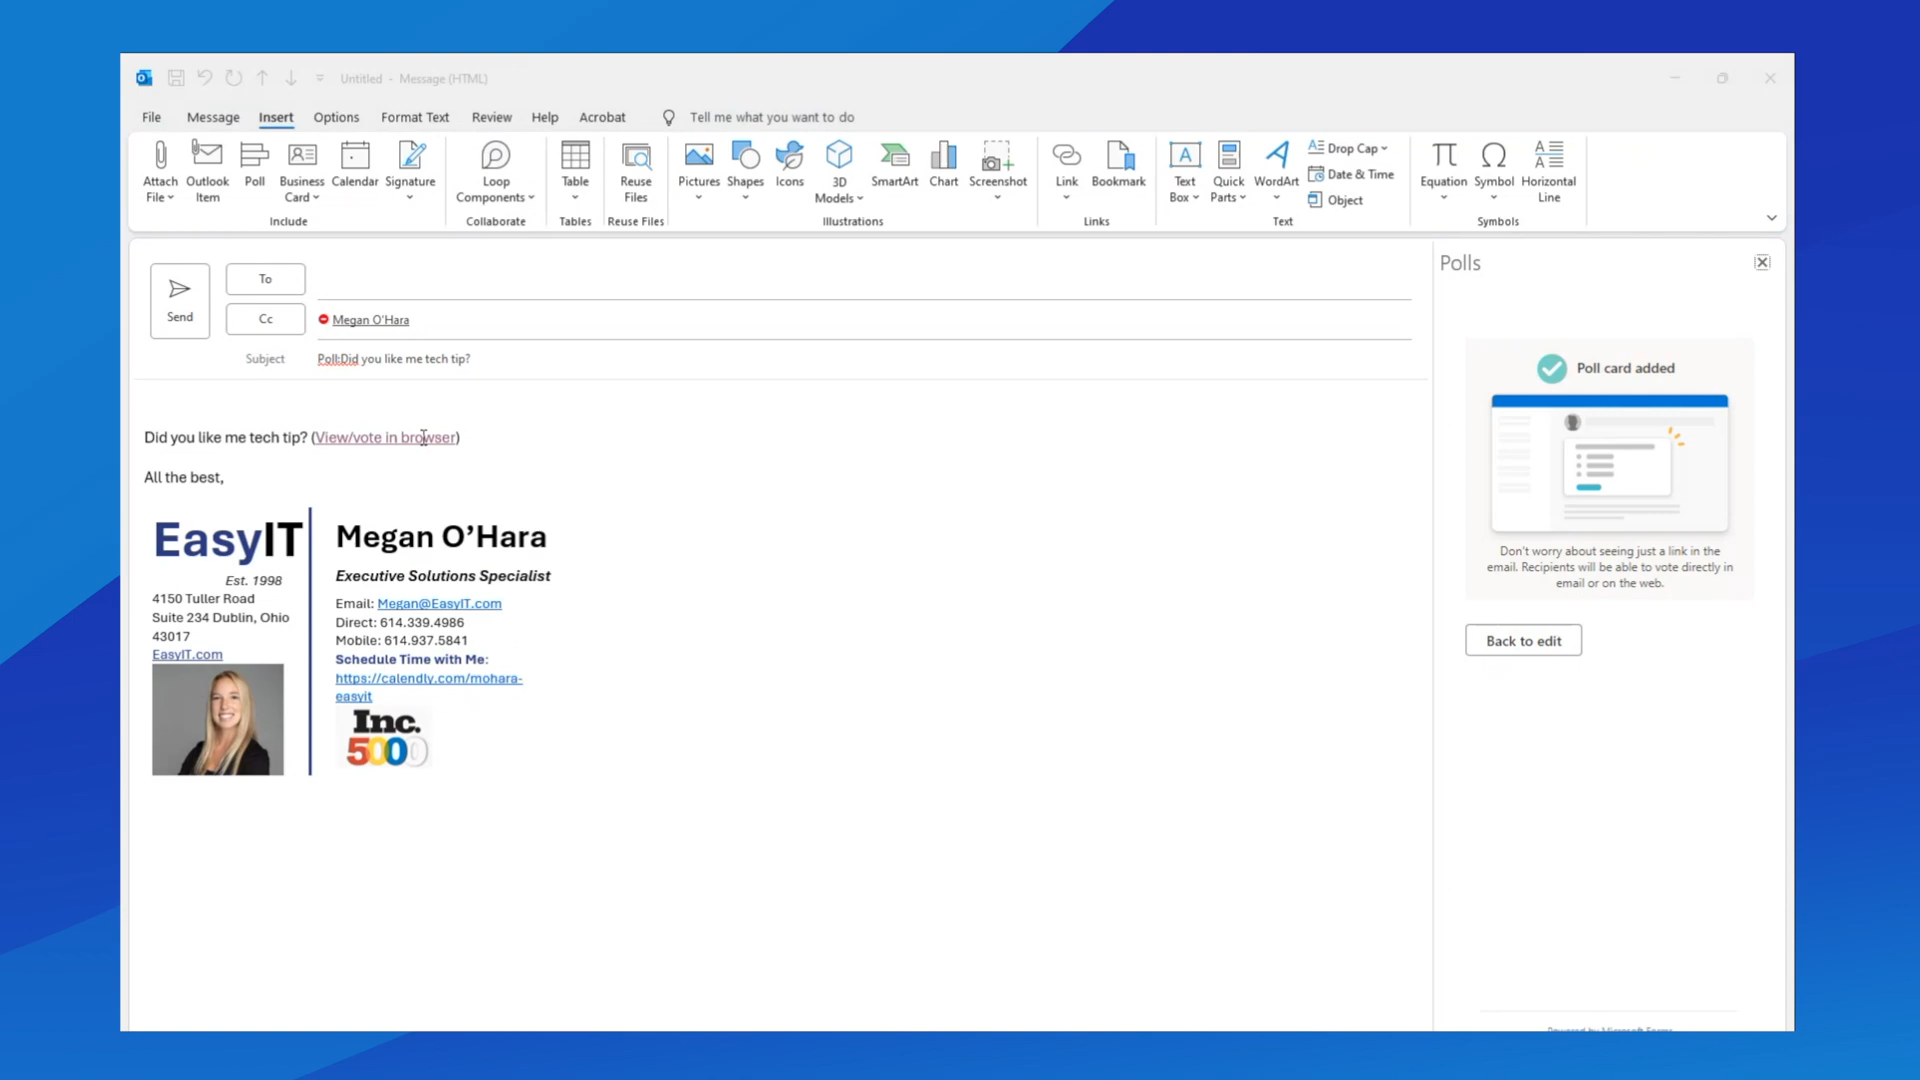 Untitled - Message (HTML)
File Message Insert Options Format Text Review Help Acrobat Tell me what you want to do
Attach File Outlook Item Poll Business Card Calendar Signature
Include
Loop Components
Collaborate
Table
Tables
Reuse Files
Reuse Files
Pictures Shapes Icons 3D Models SmartArt Chart Screenshot
Illustrations
Link Bookmark
Links
Text Box Quick Parts WordArt
Drop Cap
Date & Time
Object
Text
Equation Symbol Horizontal Line
Symbols
Send
To
Cc Megan O'Hara
Subject Poll:Did you like me tech tip?
Did you like me tech tip? (View/vote in browser)
All the best,
EasyIT
Est. 1998
4150 Tuller Road
Suite 234 Dublin, Ohio
43017
EasyIT.com
Megan O'Hara
Executive Solutions Specialist
Email: Megan@EasyIT.com
Direct: 614.339.4986
Mobile: 614.937.5841
Schedule Time with Me:
https://calendly.com/mohara-
easyit
Inc.
5000
Polls
Poll card added
Don't worry about seeing just a link in the
email. Recipients will be able to vote directly in
email or on the web.
Back to edit
Powered by Microsoft Forms